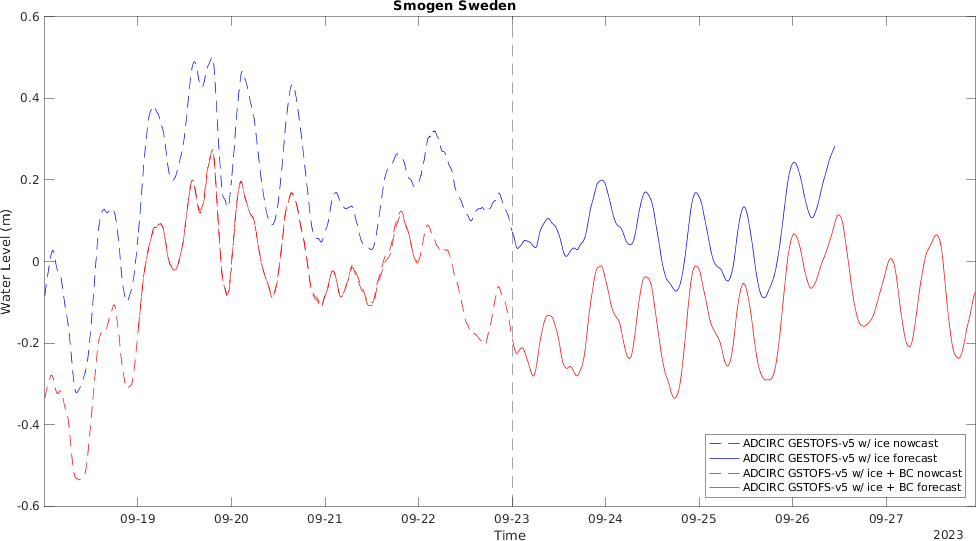 Smogen Sweden
0.6
0.4
0.2
0
-0.2
-0.4
-0.6
Water Level (m)
ADCIRC GESTOFS-v5 w/ ice nowcast
ADCIRC GESTOFS-v5 w/ ice forecast
ADCIRC GSTOFS-v5 w/ ice + BC nowcast
ADCIRC GSTOFS-v5 w/ ice + BC forecast
09-19 09-20 09-21 09-22 09-23 09-24 09-25 09-26 09-27
Time
2023